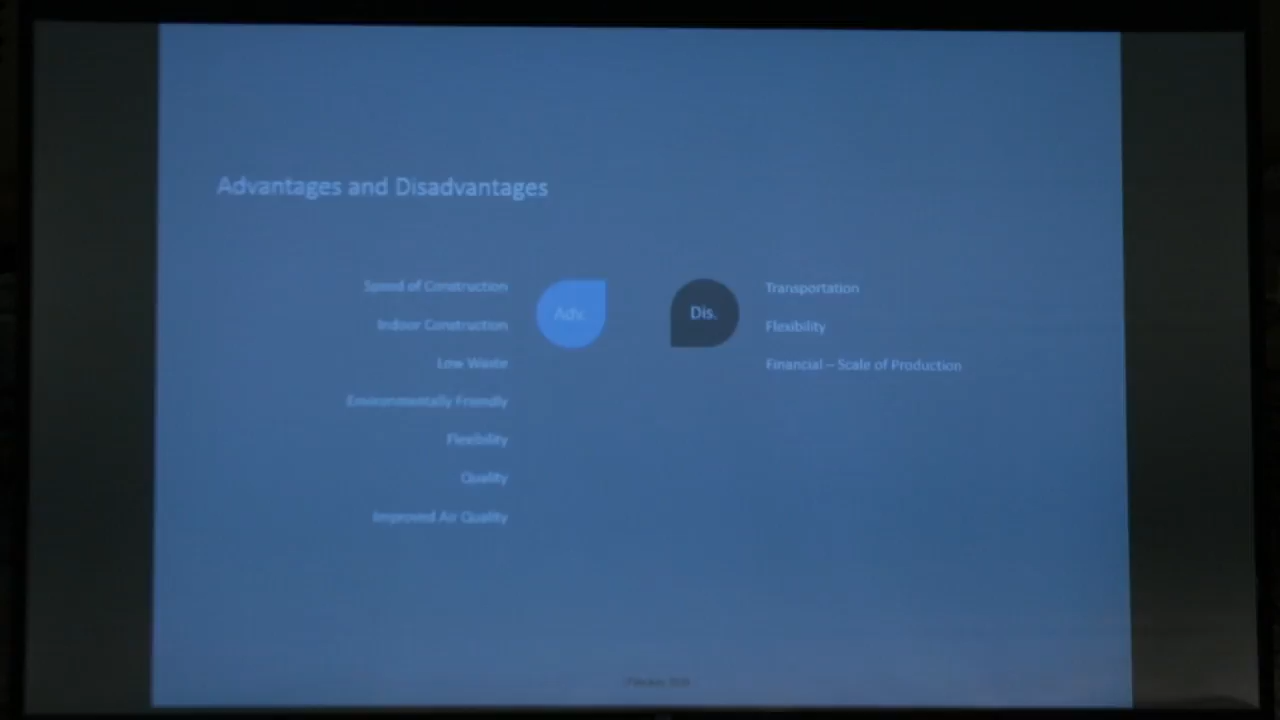 Advantages and Disadvantages
Speed of Construction
Indoor Construction
Low Waste
Environmentally Friendly
Flexibility
Quality
Improved Air Quality
Adv.
Dis.
Transportation
Flexibility
Financial – Scale of Production